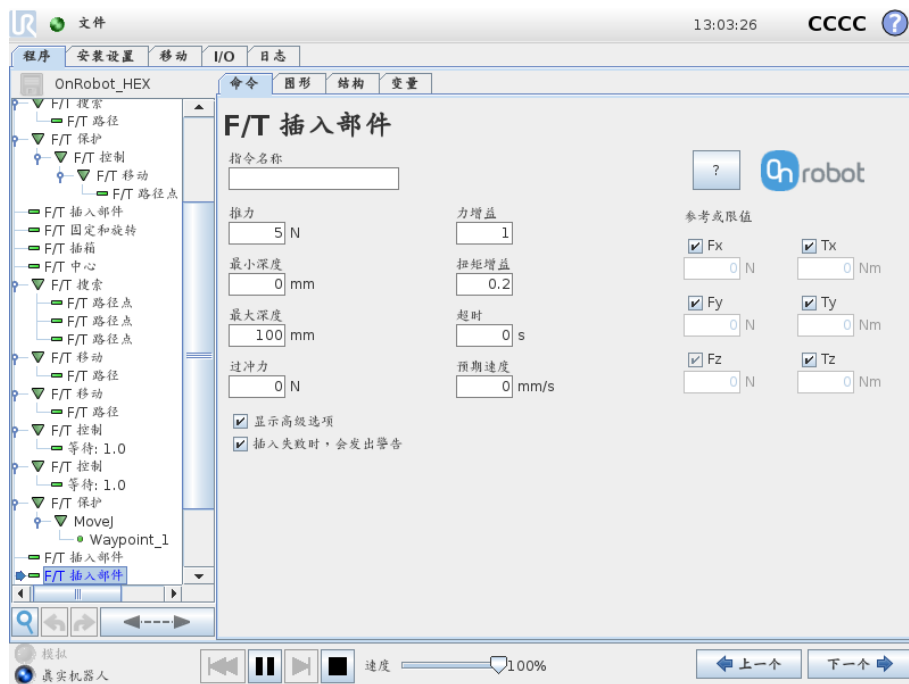 文件
13:03:26
CCCC
?
程序 安装设置 移动 I/O 日志
OnRobot_HEX
命令 图形 结构 变量
F/T 搜索
F/T 路径
F/T 保护
F/T 控制
F/T 移动
F/T 路径点
F/T 插入部件
F/T 固定和旋转
F/T 插箱
F/T 中心
F/T 搜索
F/T 路径点
F/T 路径点
F/T 路径点
F/T 移动
F/T 路径
F/T 移动
F/T 路径
F/T 控制
等待: 1.0
F/T 控制
等待: 1.0
F/T 保护
MoveJ
Waypoint_1
F/T 插入部件
F/T 插入部件
F/T 插入部件
指令名称
?
On robot
推力
5 N
力增益
1
最小深度
0 mm
扭矩增益
0.2
最大深度
100 mm
超时
0 s
过冲力
0 N
预期速度
0 mm/s
显示高级选项
插入失败时，会发出警告
参考或限值
Fx Tx
0 N 0 Nm
Fy Ty
0 N 0 Nm
Fz Tz
0 N 0 Nm
模拟
真实机器人
速度 100%
上一个 下一个